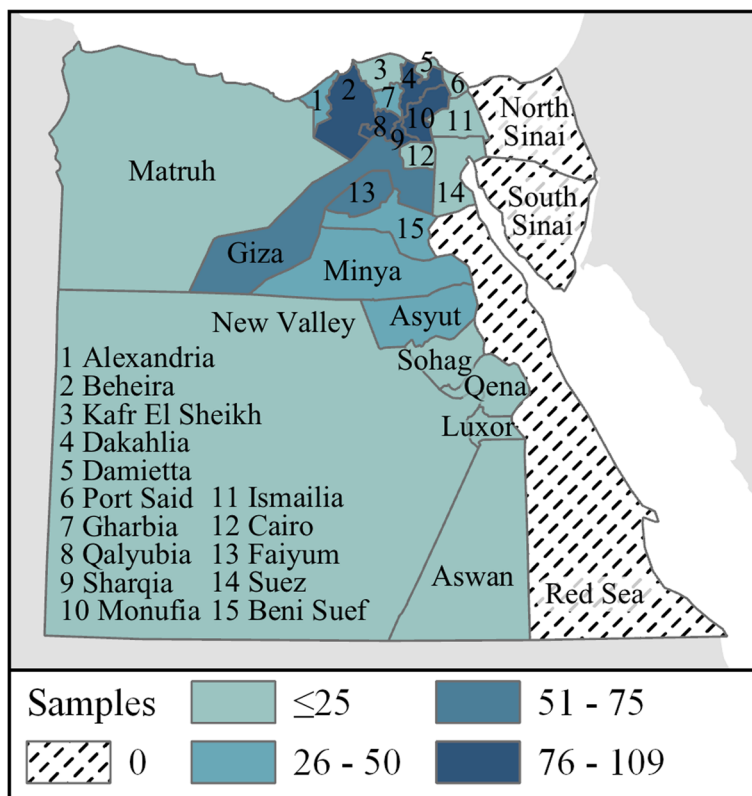 3
5
4
6
1
2
7
10
11
8
9
North
Sinai
12
Matruh
13
14
South
Sinai
15
Giza
Minya
New Valley
Asyut
Sohag
Qena
Luxor
1 Alexandria
2 Beheira
3 Kafr El Sheikh
4 Dakahlia
5 Damietta
6 Port Said 11 Ismailia
7 Gharbia 12 Cairo
8 Qalyubia 13 Faiyum
9 Sharqia 14 Suez
10 Monufia 15 Beni Suef
Aswan
Red Sea
Samples ≤25 51 - 75
0 26 - 50 76 - 109